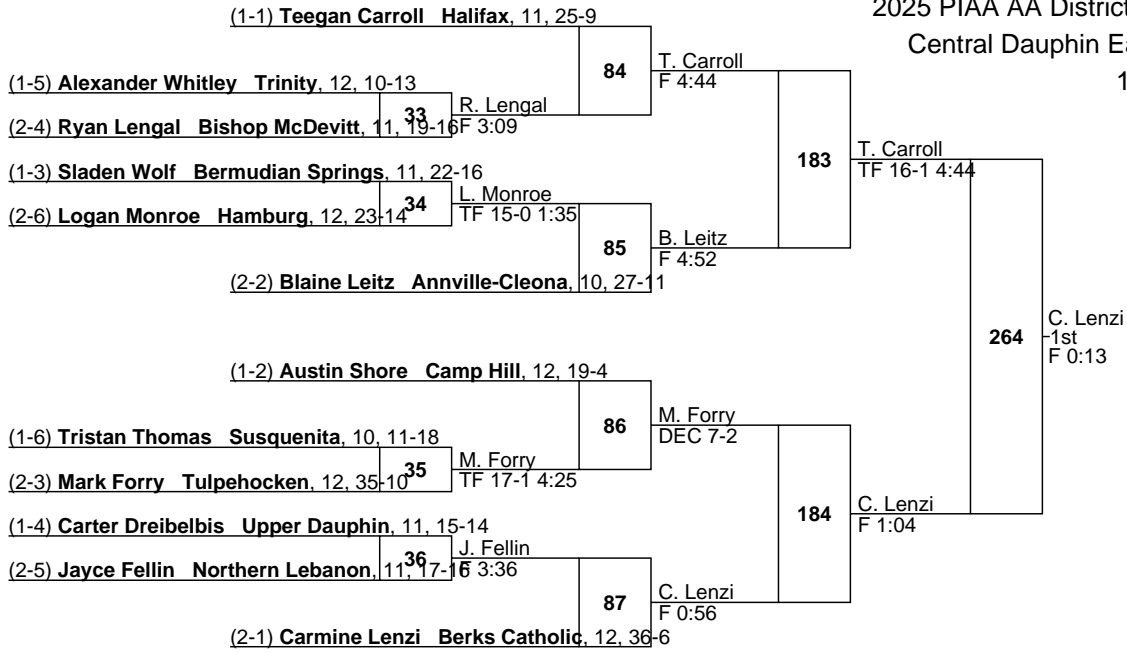 (1-1) Teegan Carroll Halifax, 11, 25-9
2025 PIAA AA District
Central Dauphin Ea
1
84
T. Carroll
F 4:44
(1-5) Alexander Whitley Trinity, 12, 10-13
33
R. Lengal
F 3:09
(2-4) Ryan Lengal Bishop McDevitt, 11, 19-16
183
T. Carroll
TF 16-1 4:44
(1-3) Sladen Wolf Bermudian Springs, 11, 22-16
34
L. Monroe
TF 15-0 1:35
(2-6) Logan Monroe Hamburg, 12, 23-14
85
B. Leitz
F 4:52
(2-2) Blaine Leitz Annville-Cleona, 10, 27-11
264
C. Lenzi
1st
F 0:13
(1-2) Austin Shore Camp Hill, 12, 19-4
86
M. Forry
DEC 7-2
(1-6) Tristan Thomas Susquenita, 10, 11-18
35
M. Forry
TF 17-1 4:25
(2-3) Mark Forry Tulpehocken, 12, 35-10
184
C. Lenzi
F 1:04
(1-4) Carter Dreibelbis Upper Dauphin, 11, 15-14
36
J. Fellin
F 3:36
(2-5) Jayce Fellin Northern Lebanon, 11, 17-16
87
C. Lenzi
F 0:56
(2-1) Carmine Lenzi Berks Catholic, 12, 36-6